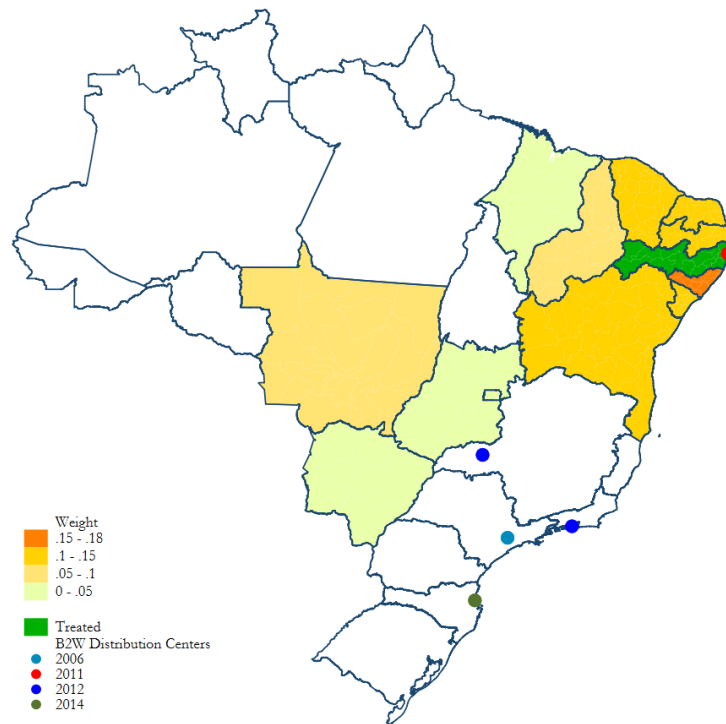 Weight
.15 - .18
.1 - .15
.05 - .1
0 - .05
Treated
B2W Distribution Centers
2006
2011
2012
2014